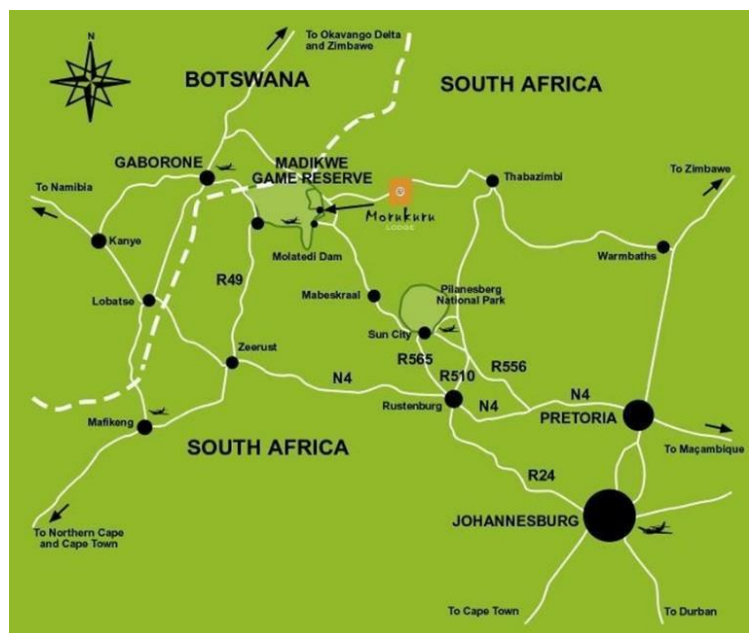 N
To Okavango Delta
and Zimbawe
BOTSWANA
SOUTH AFRICA
GABORONE
MADIKWE
GAME RESERVE
Thabazimbi
To Zimbawe
To Namibia
Morukuru
LODGE
Kanye
Molatedi Dam
Warmbaths
R49
Pilanesberg
National Park
Lobatse
Mabeskraal
Sun City
Zeerust
R565
R510
R556
N4
N4
N4
Rustenburg
PRETORIA
Mafikeng
SOUTH AFRICA
To Maçambique
R24
JOHANNESBURG
To Northern Cape
and Cape Town
To Cape Town
To Durban